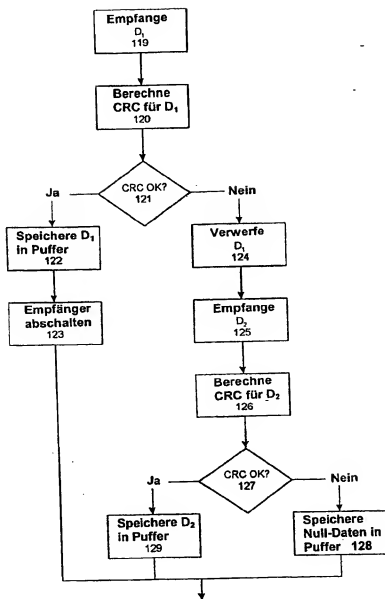 Empfange
D₁
119
Berechne
CRC für D₁
120
CRC OK?
121
Ja
Nein
Speichere D₁
in Puffer
122
Verwerfe
D₁
124
Empfänger
abschalten
123
Empfange
D₂
125
Berechne
CRC für D₂
126
CRC OK?
127
Ja
Nein
Speichere D₂
in Puffer
129
Speichere
Null-Daten in
Puffer 128